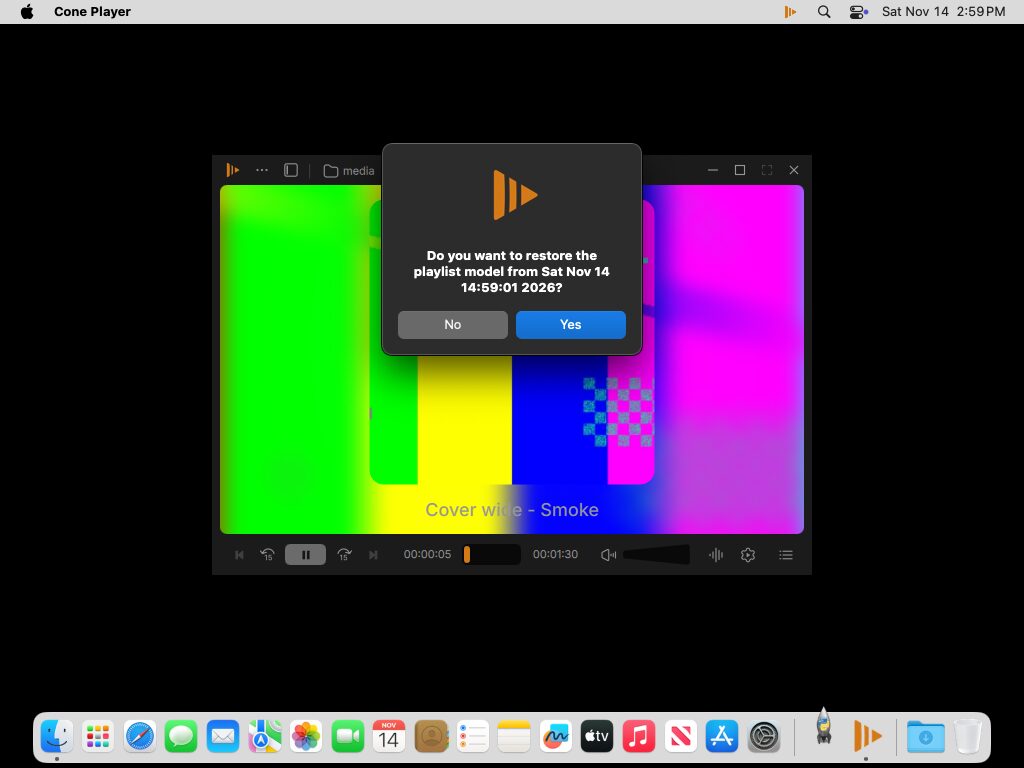 Cone Player
Sat Nov 14 2:59 PM
media
Do you want to restore the
playlist model from Sat Nov 14
14:59:01 2026?
No
Yes
Cover wide - Smoke
15
15
00:00:05
00:01:30
NOV
14
tv